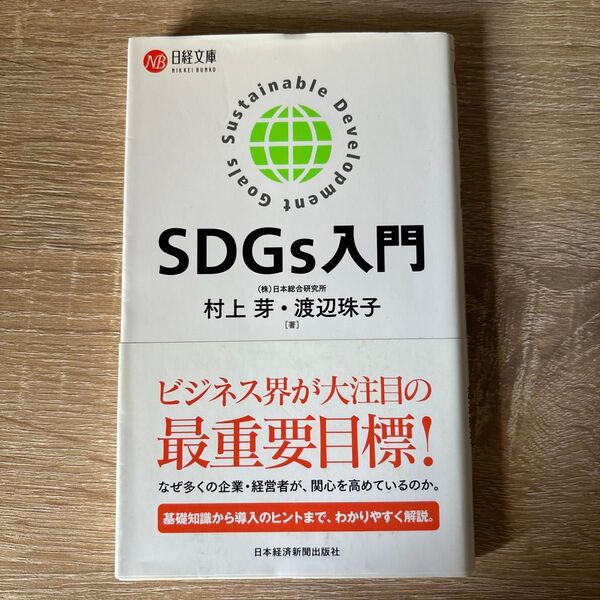 NB 日経文庫
NIKKEI BUNKO
Sustainable Development Goals
SDGs入門
(株)日本総合研究所
村上 芽・渡辺珠子
[著]
ビジネス界が大注目の
最重要目標!
なぜ多くの企業・経営者が、関心を高めているのか。
基礎知識から導入のヒントまで、わかりやすく解説。
日本経済新聞出版社